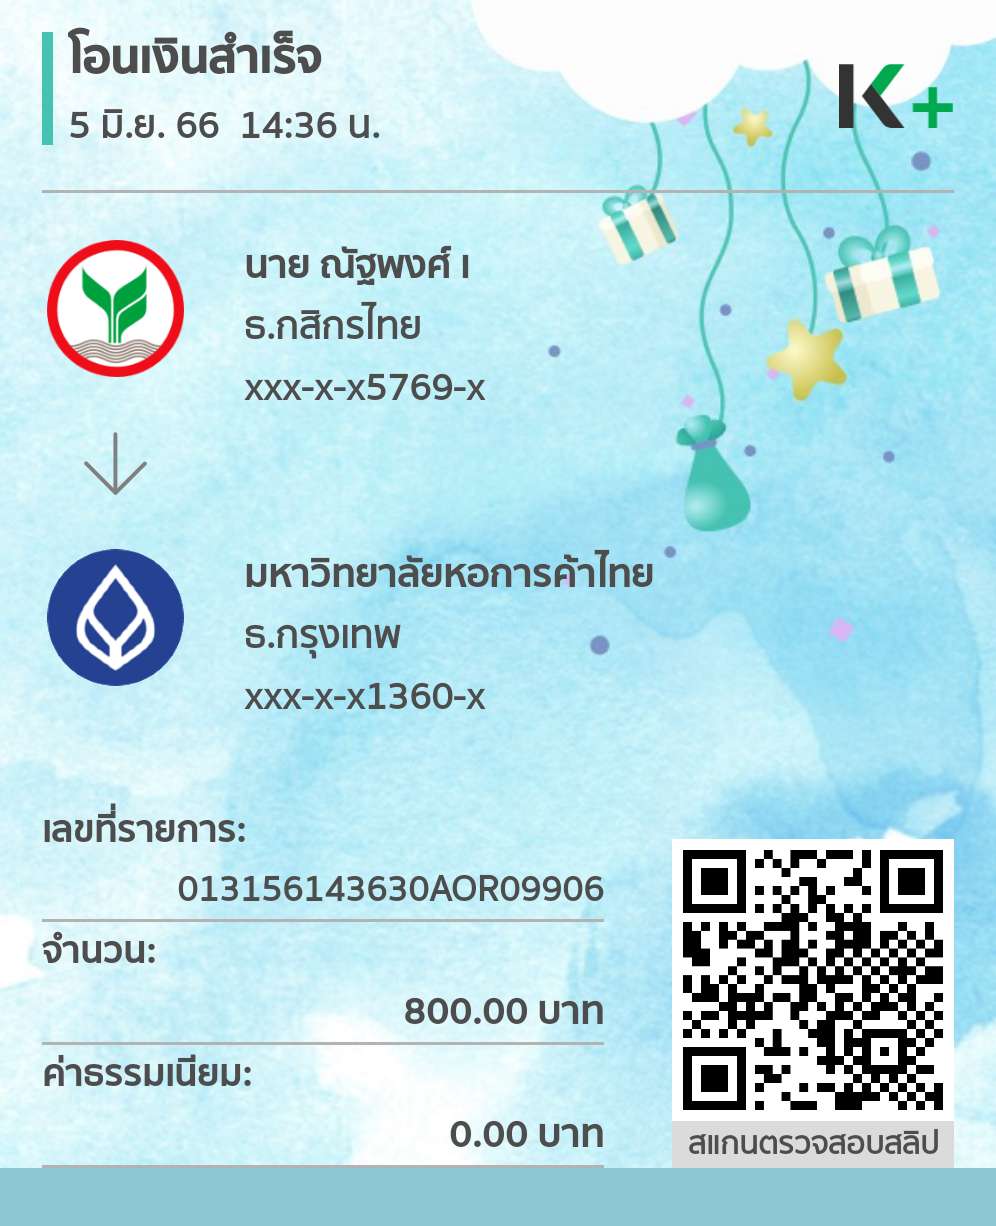 โอนเงินสำเร็จ
5 มิ.ย. 66 14:36 น.
K+
นาย ณัฐพงศ์ เ
ธ.กสิกรไทย
xxx-x-x5769-x
มหาวิทยาลัยหอการค้าไทย
ธ.กรุงเทพ
xxx-x-x1360-x
เลขที่รายการ:
013156143630AOR09906
จำนวน:
800.00 บาท
ค่าธรรมเนียม:
0.00 บาท
สแกนตรวจสอบสลิป